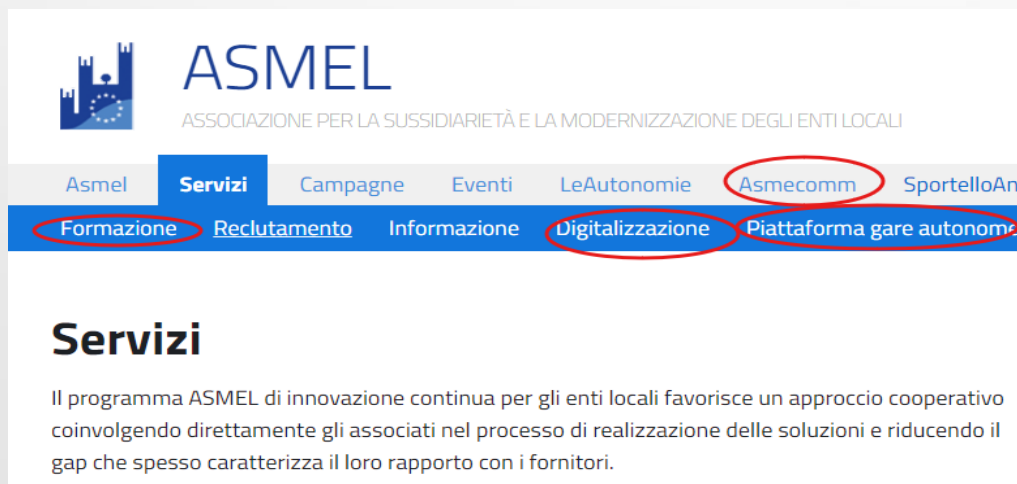 ASMEL
ASSOCIAZIONE PER LA SUSSIDIARIETÀ E LA MODERNIZZAZIONE DEGLI ENTI LOCALI
Asmel Servizi Campagne Eventi LeAutonomie Asmecomm SportelloAn
Formazione Reclutamento Informazione Digitalizzazione Piattaforma gare autonome
Servizi
Il programma ASMEL di innovazione continua per gli enti locali favorisce un approccio cooperativo
coinvolgendo direttamente gli associati nel processo di realizzazione delle soluzioni e riducendo il
gap che spesso caratterizza il loro rapporto con i fornitori.